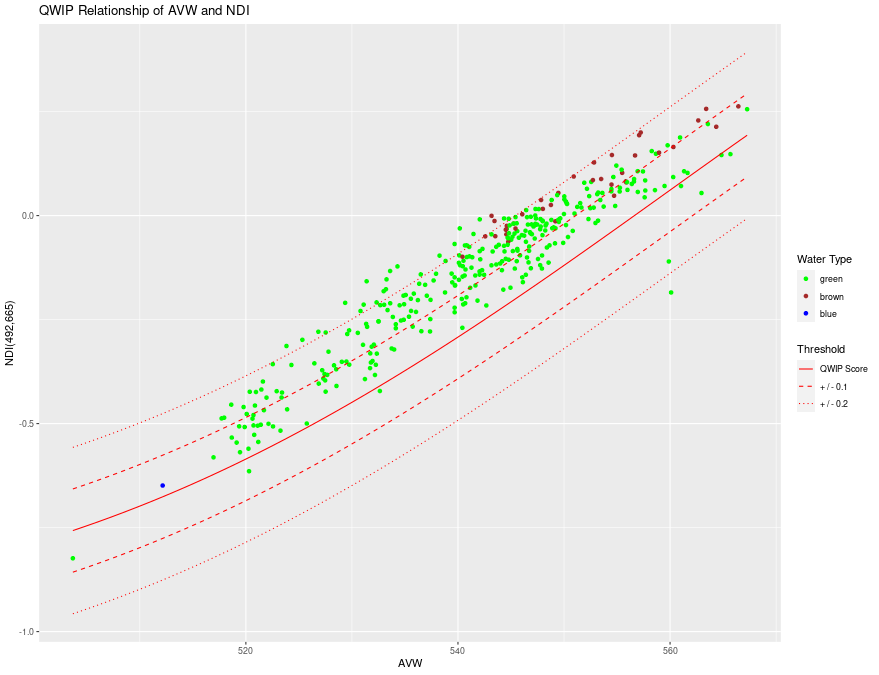 QWIP Relationship of AVW and NDI
NDI(492,665)
0.0
-0.5
-1.0
520
540
560
AVW
Water Type
green
brown
blue
Threshold
QWIP Score
+ / - 0.1
+ / - 0.2